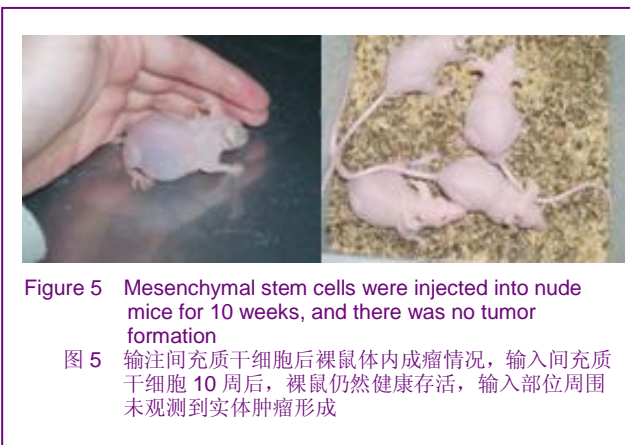 Figure 5 Mesenchymal stem cells were injected into nude
mice for 10 weeks, and there was no tumor
formation
图 5 输注间充质干细胞后裸鼠体内成瘤情况，输入间充质
干细胞 10 周后，裸鼠仍然健康存活，输入部位周围
未观测到实体肿瘤形成